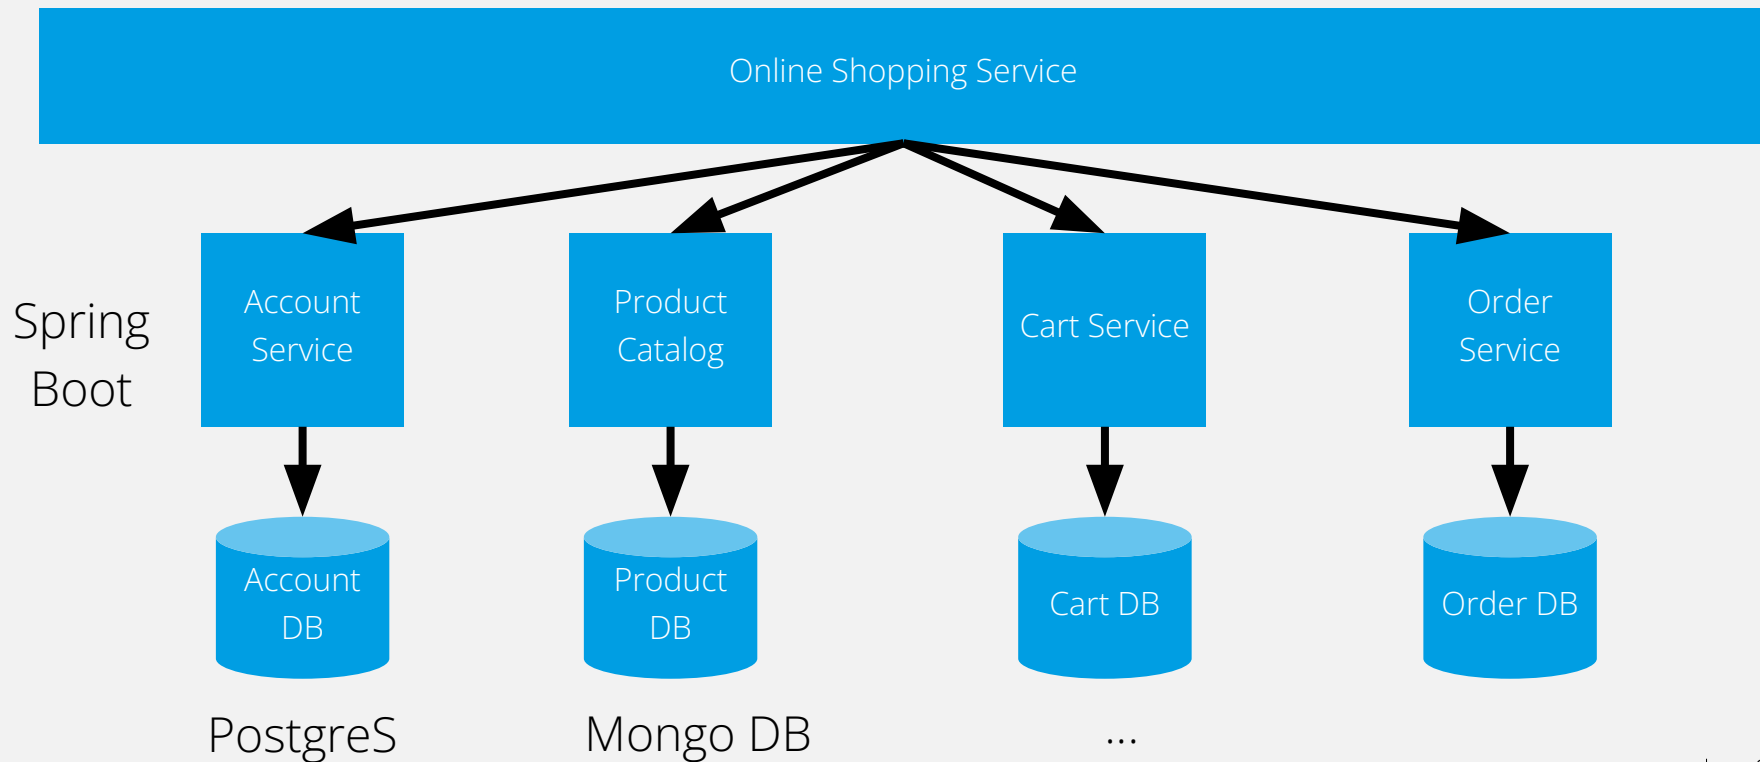 Online Shopping Service
Spring
Boot
Account
Service
Product
Catalog
Cart Service
Order
Service
Account
DB
Product
DB
Cart DB
Order DB
PostgreS
Mongo DB
...